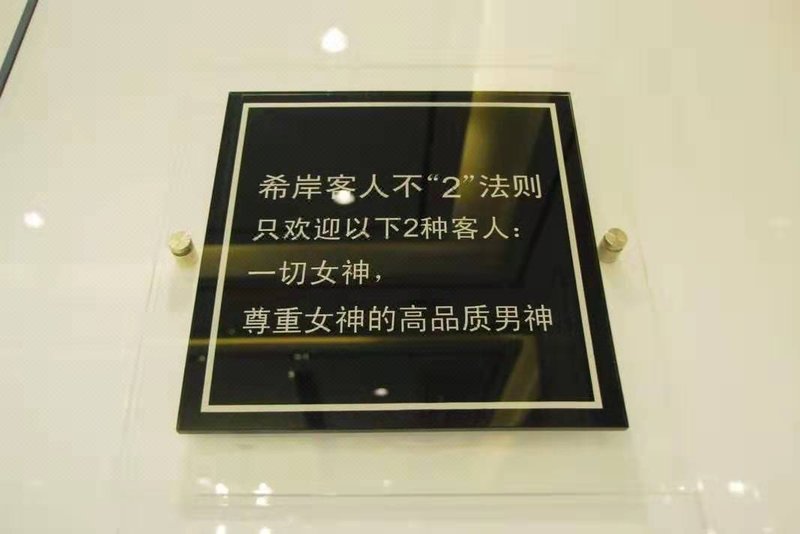 希岸客人不“2”法则
只欢迎以下2种客人：
一切女神，
尊重女神的高品质男神